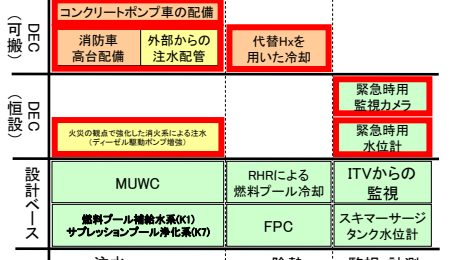 コンクリートポンプ車の配備
DEC
(可搬)
消防車
高台配備
外部からの
注水配管
代替Hxを
用いた冷却
緊急時用
監視カメラ
DEC
(恒設)
火災の観点で強化した消火系による注水
(ディーゼル駆動ポンプ増強)
緊急時用
水位計
設計ベース
MUWC
RHRによる
燃料プール冷却
ITVからの
監視
燃料プール補給水系(K1)
サプレッションプール浄化系(K7)
FPC
スキマーサージ
タンク水位計